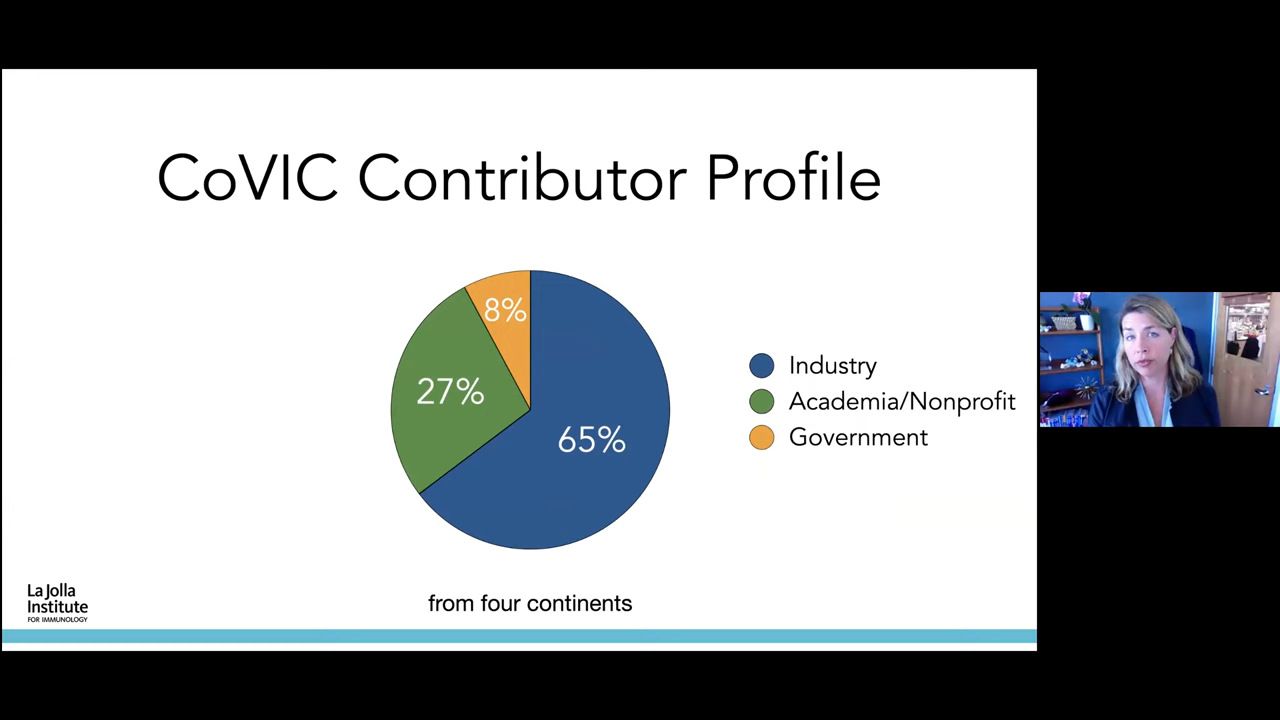 CoVIC Contributor Profile
8%
27%
65%
Industry
Academia/Nonprofit
Government
from four continents
La Jolla
Institute
FOR IMMUNOLOGY